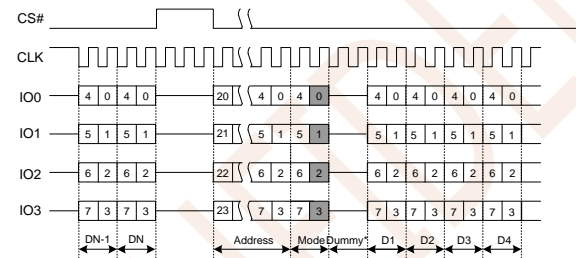 CS#
CLK
IO0 4 0 4 0 20 4 0 4 0 4 0 4 0 4 0 4 0
IO1 5 1 5 1 21 5 1 5 1 5 1 5 1 5 1 5 1
IO2 6 2 6 2 22 6 2 6 2 6 2 6 2 6 2 6 2
IO3 7 3 7 3 23 7 3 7 3 7 3 7 3 7 3 7 3
DN-1 DN Address Mode Dummy* D1 D2 D3 D4